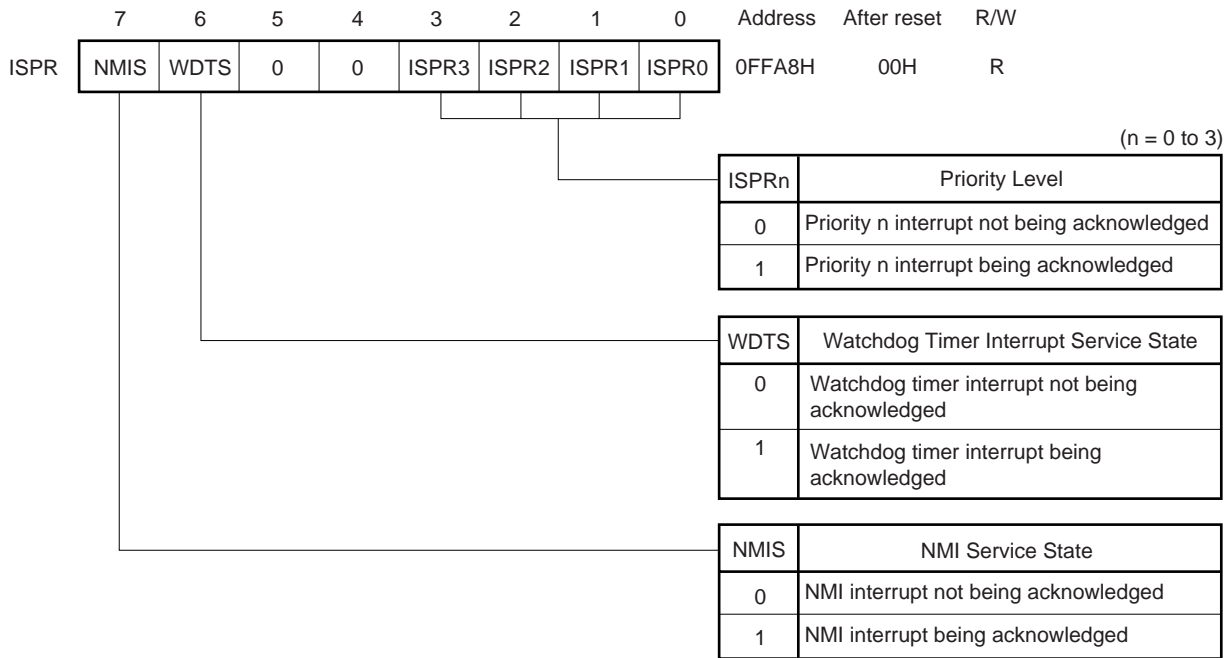 7 6 5 4 3 2 1 0 Address After reset R/W
ISPR NMIS WDTS 0 0 ISPR3 ISPR2 ISPR1 ISPR0 0FFA8H 00H R
(n = 0 to 3)
ISPRn Priority Level
0 Priority n interrupt not being acknowledged
1 Priority n interrupt being acknowledged
WDTS Watchdog Timer Interrupt Service State
0 Watchdog timer interrupt not being
acknowledged
1 Watchdog timer interrupt being
acknowledged
NMIS NMI Service State
0 NMI interrupt not being acknowledged
1 NMI interrupt being acknowledged